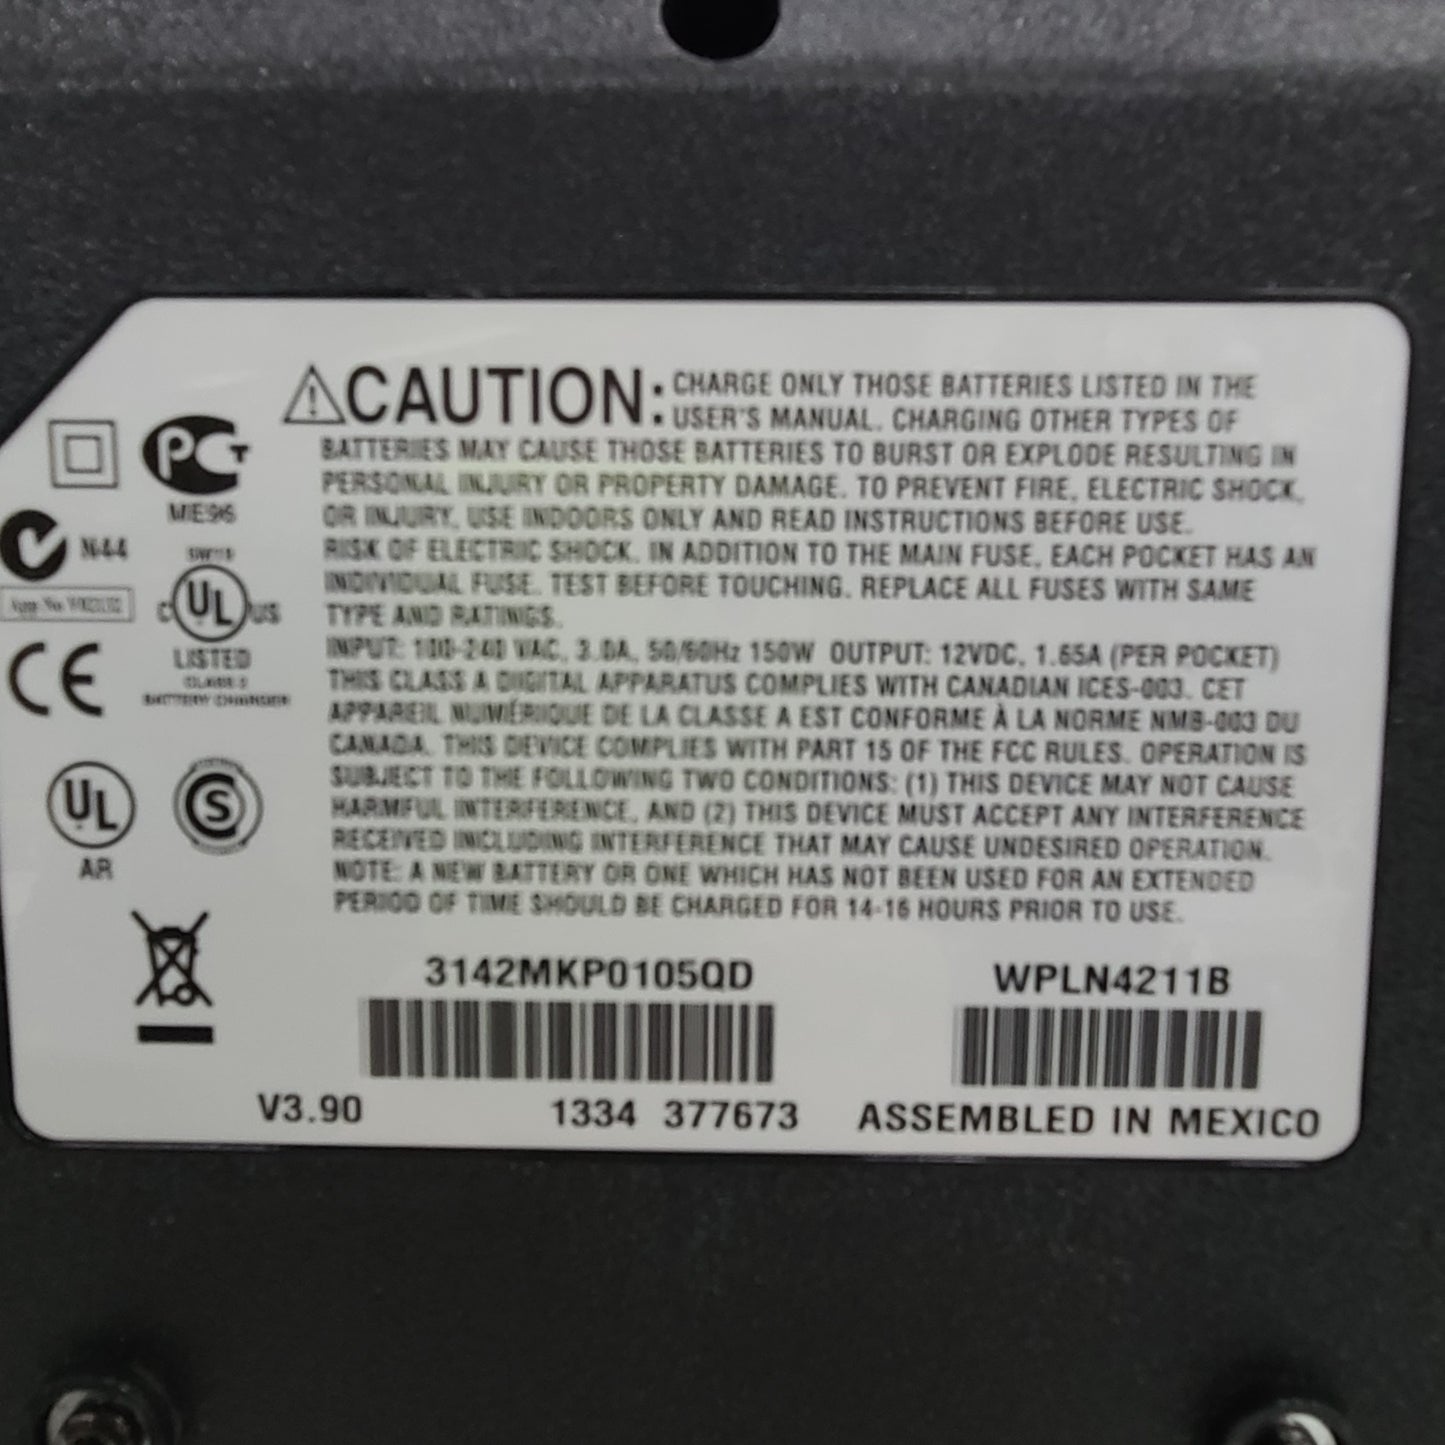 ⚠CAUTION: CHARGE ONLY THOSE BATTERIES LISTED IN THE
USER'S MANUAL. CHARGING OTHER TYPES OF
BATTERIES MAY CAUSE THOSE BATTERIES TO BURST OR EXPLODE RESULTING IN
PERSONAL INJURY OR PROPERTY DAMAGE. TO PREVENT FIRE, ELECTRIC SHOCK,
OR INJURY, USE INDOORS ONLY AND READ INSTRUCTIONS BEFORE USE.
RISK OF ELECTRIC SHOCK. IN ADDITION TO THE MAIN FUSE, EACH POCKET HAS AN
INDIVIDUAL FUSE. TEST BEFORE TOUCHING. REPLACE ALL FUSES WITH SAME
TYPE AND RATINGS.
INPUT: 100-240 VAC, 3.0A, 50/60Hz 150W OUTPUT: 12VDC, 1.65A (PER POCKET)
THIS CLASS A DIGITAL APPARATUS COMPLIES WITH CANADIAN ICES-003. CET
APPAREIL NUMÉRIQUE DE LA CLASSE A EST CONFORME À LA NORME NMB-003 DU
CANADA. THIS DEVICE COMPLIES WITH PART 15 OF THE FCC RULES. OPERATION IS
SUBJECT TO THE FOLLOWING TWO CONDITIONS: (1) THIS DEVICE MAY NOT CAUSE
HARMFUL INTERFERENCE, AND (2) THIS DEVICE MUST ACCEPT ANY INTERFERENCE
RECEIVED INCLUDING INTERFERENCE THAT MAY CAUSE UNDESIRED OPERATION.
NOTE: A NEW BATTERY OR ONE WHICH HAS NOT BEEN USED FOR AN EXTENDED
PERIOD OF TIME SHOULD BE CHARGED FOR 14-16 HOURS PRIOR TO USE.
PCT
ME96
N44
C UL US
LISTED
CLASS 2
BATTERY CHARGER
App. No
CE
UL
S
AR
3142MKP0105QD
WPLN4211B
V3.90
1334 377673
ASSEMBLED IN MEXICO